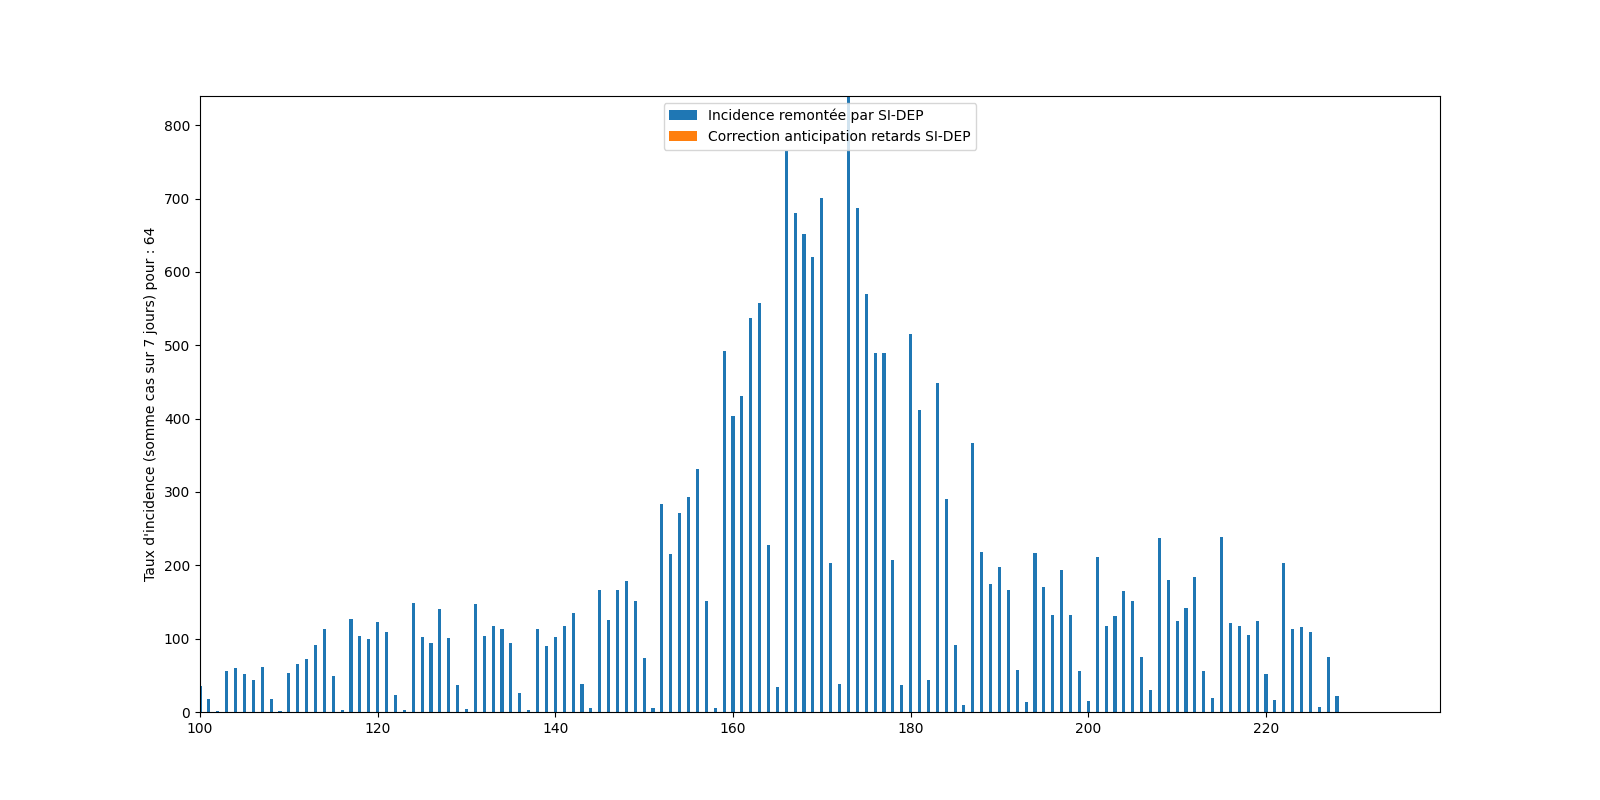 Incidence remontée par SI-DEP
Correction anticipation retards SI-DEP
Taux d'incidence (somme cas sur 7 jours) pour : 64
800
700
600
500
400
300
200
100
0
100 120 140 160 180 200 220